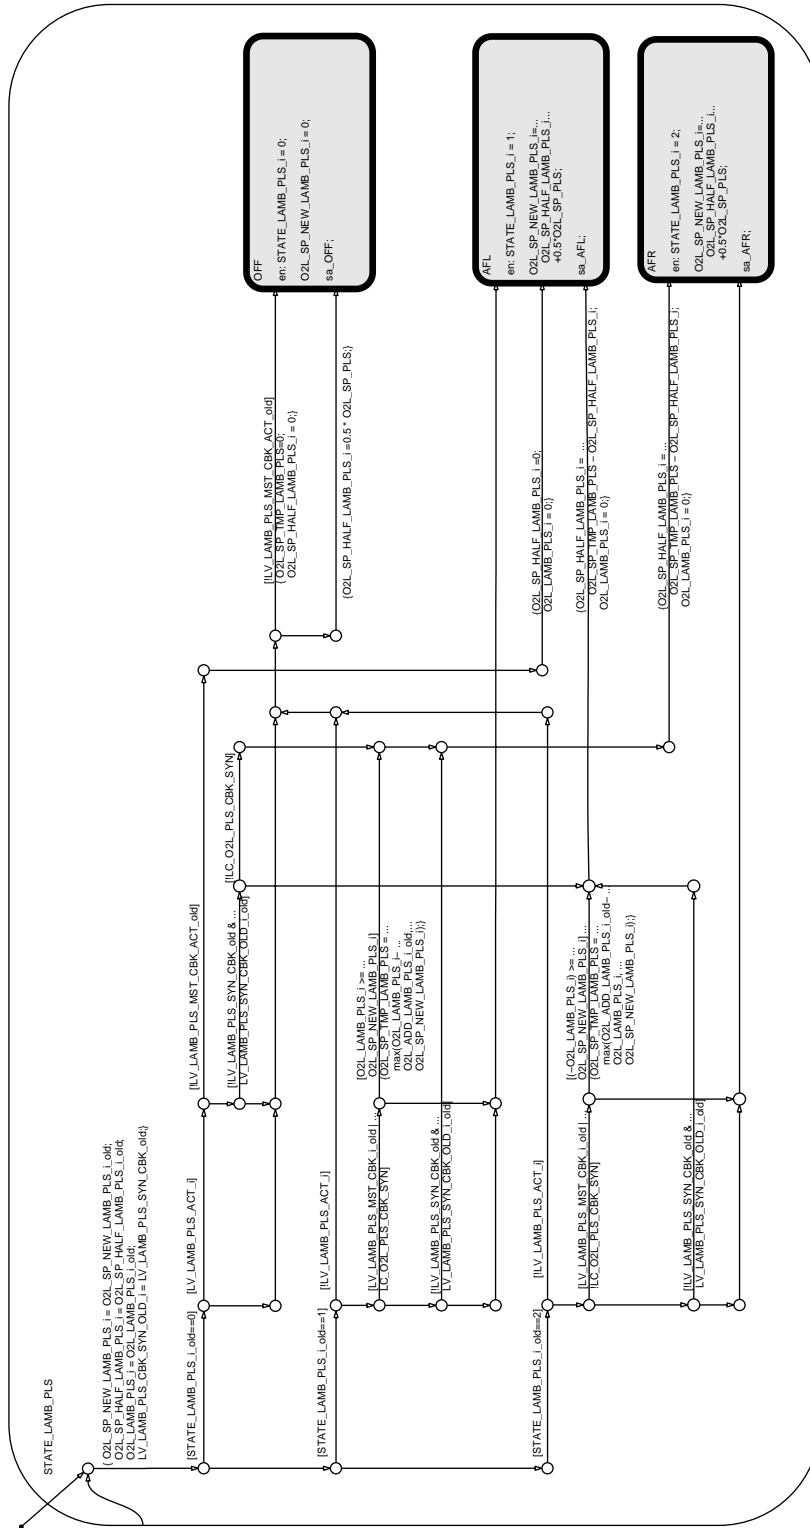 STATE_LAMB_PLS
{ O2L_SP_NEW_LAMB_PLS_i = O2L_SP_NEW_LAMB_PLS_i_old;
O2L_SP_HALF_LAMB_PLS_i = O2L_SP_HALF_LAMB_PLS_i_old;
O2L_LAMB_PLS_i = O2L_LAMB_PLS_i_old;
LV_LAMB_PLS_CBK_SYN_OLD_i = LV_LAMB_PLS_SYN_CBK_old;}
[STATE_LAMB_PLS_i_old==0]
[LV_LAMB_PLS_ACT_i]
[!LV_LAMB_PLS_MST_CBK_ACT_old]
[!LV_LAMB_PLS_SYN_CBK_old & ...
LV_LAMB_PLS_SYN_CBK_OLD_i_old]
[!LC_O2L_PLS_CBK_SYN]
[!LV_LAMB_PLS_MST_CBK_ACT_old]
{O2L_SP_TMP_LAMB_PLS=0;
O2L_SP_HALF_LAMB_PLS_i = 0;}
{O2L_SP_HALF_LAMB_PLS_i =0.5 * O2L_SP_PLS;}
OFF
en: STATE_LAMB_PLS_i = 0;
O2L_SP_NEW_LAMB_PLS_i = 0;
sa_OFF;
[STATE_LAMB_PLS_i_old==1]
[!LV_LAMB_PLS_ACT_i]
[LV_LAMB_PLS_MST_CBK_i_old | ...
LC_O2L_PLS_CBK_SYN]
[!LV_LAMB_PLS_SYN_CBK_old & ...
LV_LAMB_PLS_SYN_CBK_OLD_i_old]
[O2L_LAMB_PLS_i >= ...
O2L_SP_NEW_LAMB_PLS_i]
{O2L_SP_TMP_LAMB_PLS = ...
max(O2L_LAMB_PLS_i- ...
O2L_ADD_LAMB_PLS_i_old,...
O2L_SP_NEW_LAMB_PLS_i);}
{O2L_SP_HALF_LAMB_PLS_i =0;
O2L_LAMB_PLS_i = 0;}
{O2L_SP_HALF_LAMB_PLS_i = ...
O2L_SP_TMP_LAMB_PLS - O2L_SP_HALF_LAMB_PLS_i;
O2L_LAMB_PLS_i = 0;}
AFL
en: STATE_LAMB_PLS_i = 1;
O2L_SP_NEW_LAMB_PLS_i=...
O2L_SP_HALF_LAMB_PLS_i...
+0.5*O2L_SP_PLS;
sa_AFL;
[STATE_LAMB_PLS_i_old==2]
[!LV_LAMB_PLS_ACT_i]
[LV_LAMB_PLS_MST_CBK_i_old | ...
!LC_O2L_PLS_CBK_SYN]
[!LV_LAMB_PLS_SYN_CBK_old & ...
LV_LAMB_PLS_SYN_CBK_OLD_i_old]
[(-O2L_LAMB_PLS_i) >= ...
O2L_SP_NEW_LAMB_PLS_i] ...
{O2L_SP_TMP_LAMB_PLS = ...
max(O2L_ADD_LAMB_PLS_i_old- ...
O2L_LAMB_PLS_i, ...
O2L_SP_NEW_LAMB_PLS_i);}
{O2L_SP_HALF_LAMB_PLS_i = ...
O2L_SP_TMP_LAMB_PLS - O2L_SP_HALF_LAMB_PLS_i;
O2L_LAMB_PLS_i = 0;}
AFR
en: STATE_LAMB_PLS_i = 2;
O2L_SP_NEW_LAMB_PLS_i=...
O2L_SP_HALF_LAMB_PLS_i...
+0.5*O2L_SP_PLS;
sa_AFR;